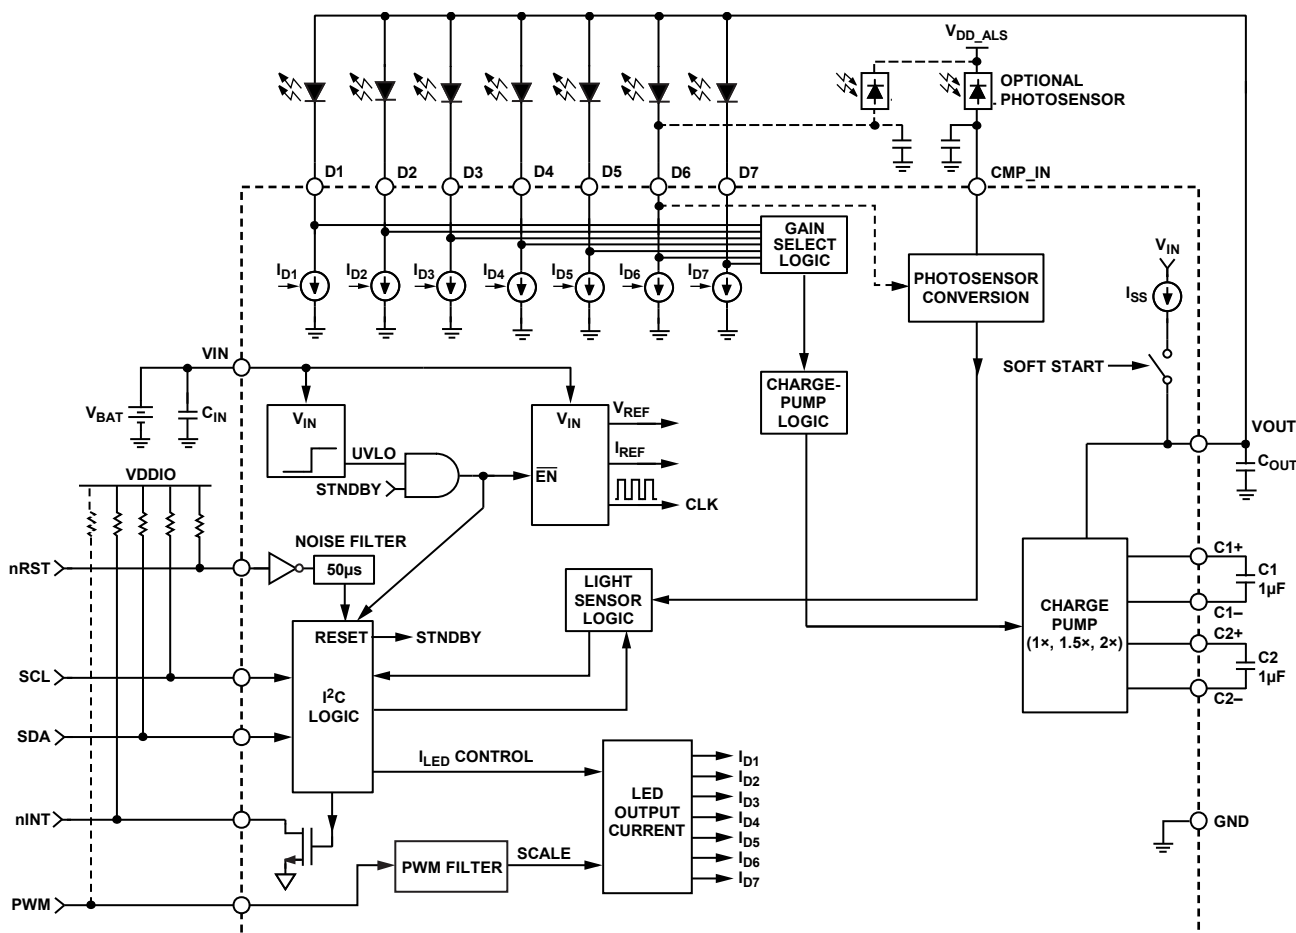 V_DD_ALS
OPTIONAL
PHOTOSENSOR
D1
D2
D3
D4
D5
D6
D7
CMP_IN
GAIN
SELECT
LOGIC
V_IN
I_D1
I_D2
I_D3
I_D4
I_D5
I_D6
I_D7
PHOTOSENSOR
CONVERSION
I_SS
VIN
SOFT START
CHARGE-
PUMP
LOGIC
V_BAT
C_IN
V_IN
V_IN
V_REF
VOUT
UVLO
I_REF
C_OUT
VDDIO
STNDBY
EN
CLK
NOISE FILTER
50µs
nRST
LIGHT
SENSOR
LOGIC
CHARGE
PUMP
(1×, 1.5×, 2×)
C1+
C1
1µF
C1–
C2+
C2
1µF
C2–
RESET
STNDBY
SCL
I²C
LOGIC
SDA
I_LED CONTROL
LED
OUTPUT
CURRENT
I_D1
I_D2
I_D3
I_D4
I_D5
I_D6
I_D7
nINT
GND
PWM FILTER
SCALE
PWM